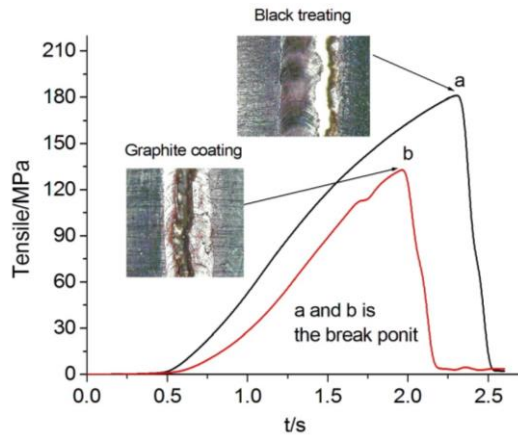 Black treating
210
180
150
120
90
60
30
0
Tensile/MPa
a
Graphite coating
b
a and b is
the break ponit
0.0 0.5 1.0 1.5 2.0 2.5
t/s